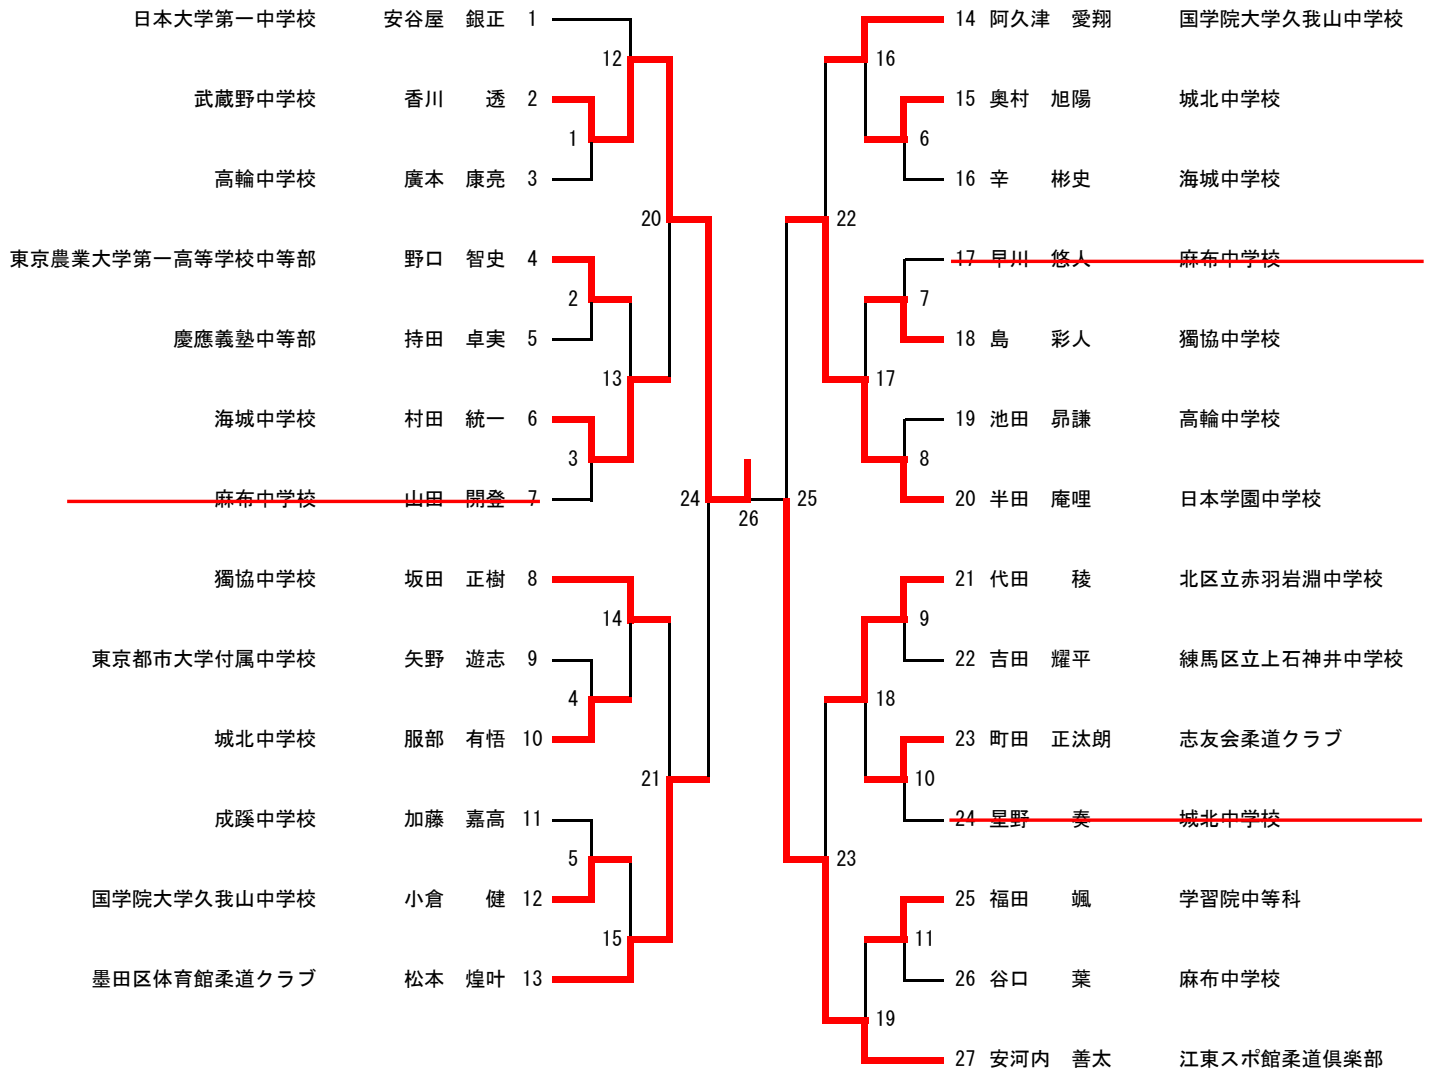 日本大学第一中学校 安谷屋 銀正 1
12
武蔵野中学校 香川 透 2
1
高輪中学校 廣本 康亮 3
20
東京農業大学第一高等学校中等部 野口 智史 4
2
慶應義塾中等部 持田 卓実 5
13
海城中学校 村田 統一 6
3
麻布中学校 山田 開登 7
24
26
獨協中学校 坂田 正樹 8
14
東京都市大学付属中学校 矢野 遊志 9
4
城北中学校 服部 有悟 10
21
成蹊中学校 加藤 嘉高 11
5
国学院大学久我山中学校 小倉 健 12
15
墨田区体育館柔道クラブ 松本 煌叶 13
14 阿久津 愛翔 国学院大学久我山中学校
16
15 奥村 旭陽 城北中学校
6
16 辛 彬史 海城中学校
22
17 早川 悠人 麻布中学校
7
18 島 彩人 獨協中学校
17
19 池田 昴謙 高輪中学校
8
20 半田 庵哩 日本学園中学校
25
21 代田 稜 北区立赤羽岩淵中学校
9
22 吉田 耀平 練馬区立上石神井中学校
18
23 町田 正汰朗 志友会柔道クラブ
10
24 星野 奏 城北中学校
23
25 福田 颯 学習院中等科
11
26 谷口 葉 麻布中学校
19
27 安河内 善太 江東スポ館柔道倶楽部